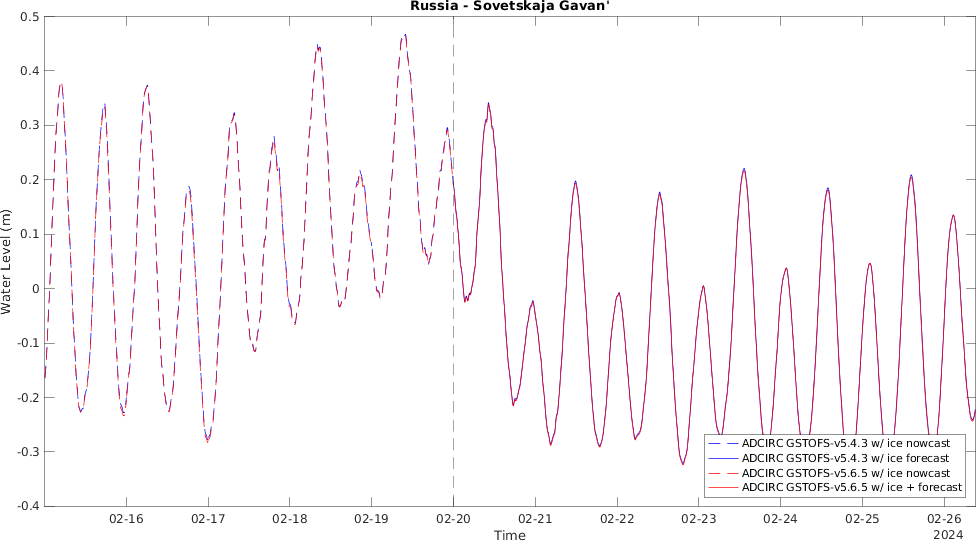 Russia - Sovetskaja Gavan'
0.5
0.4
0.3
0.2
0.1
0
-0.1
-0.2
-0.3
-0.4
Water Level (m)
ADCIRC GSTOFS-v5.4.3 w/ ice nowcast
ADCIRC GSTOFS-v5.4.3 w/ ice forecast
ADCIRC GSTOFS-v5.6.5 w/ ice nowcast
ADCIRC GSTOFS-v5.6.5 w/ ice + forecast
02-16 02-17 02-18 02-19 02-20 02-21 02-22 02-23 02-24 02-25 02-26
Time
2024